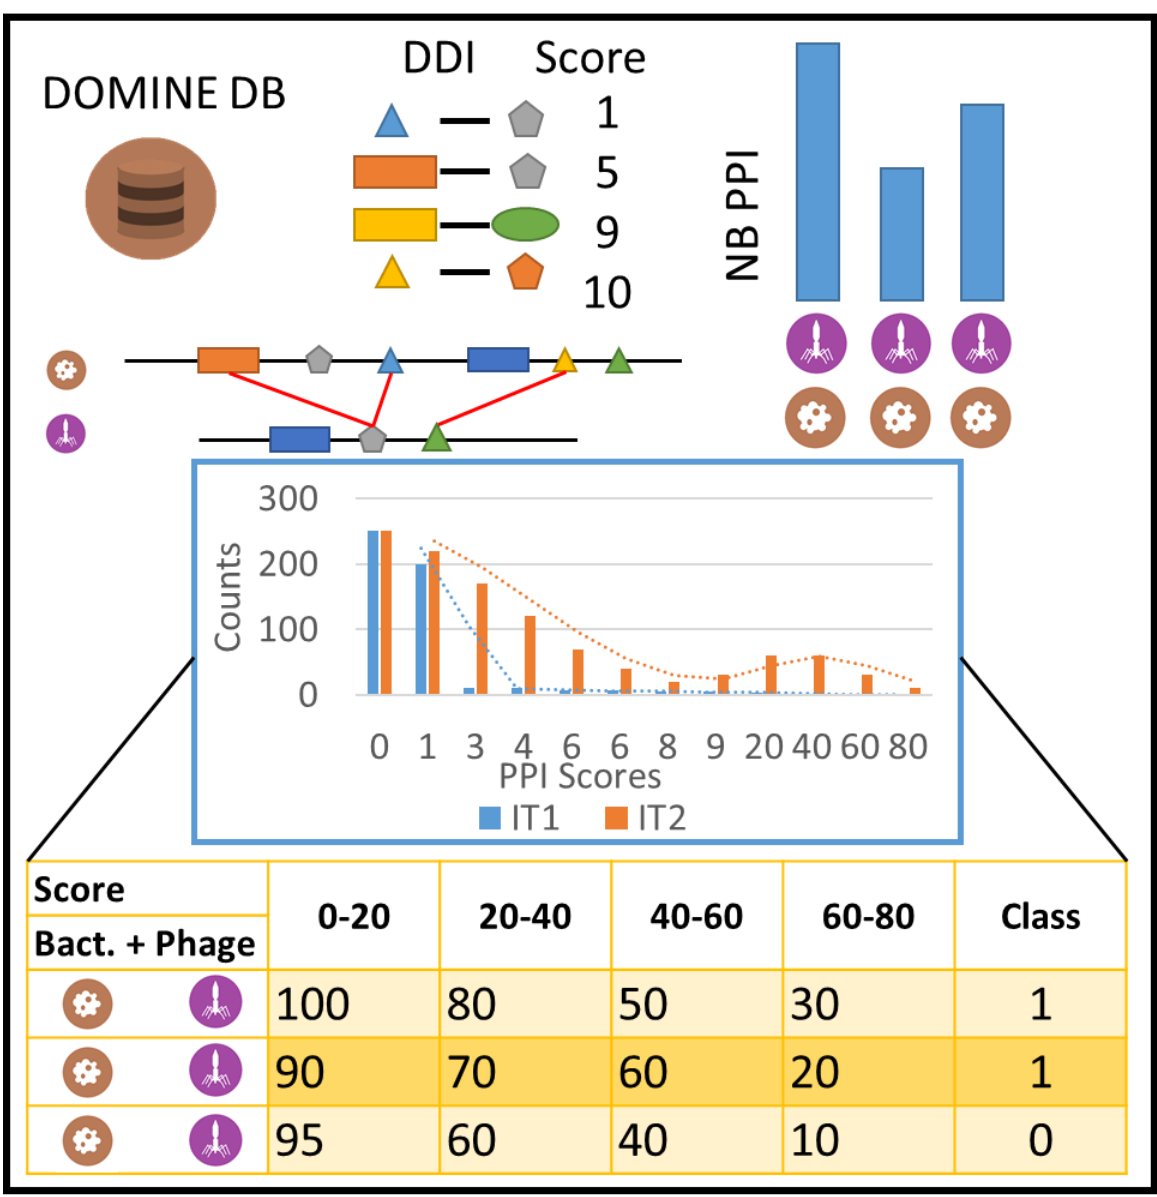 DOMINE DB
DDI Score
1
5
9
10
NB PPI
300
200
100
0
Counts
0 1 3 4 6 6 8 9 20 40 60 80
PPI Scores
IT1 IT2
Score
Bact. + Phage
0-20 20-40 40-60 60-80 Class
100 80 50 30 1
90 70 60 20 1
95 60 40 10 0